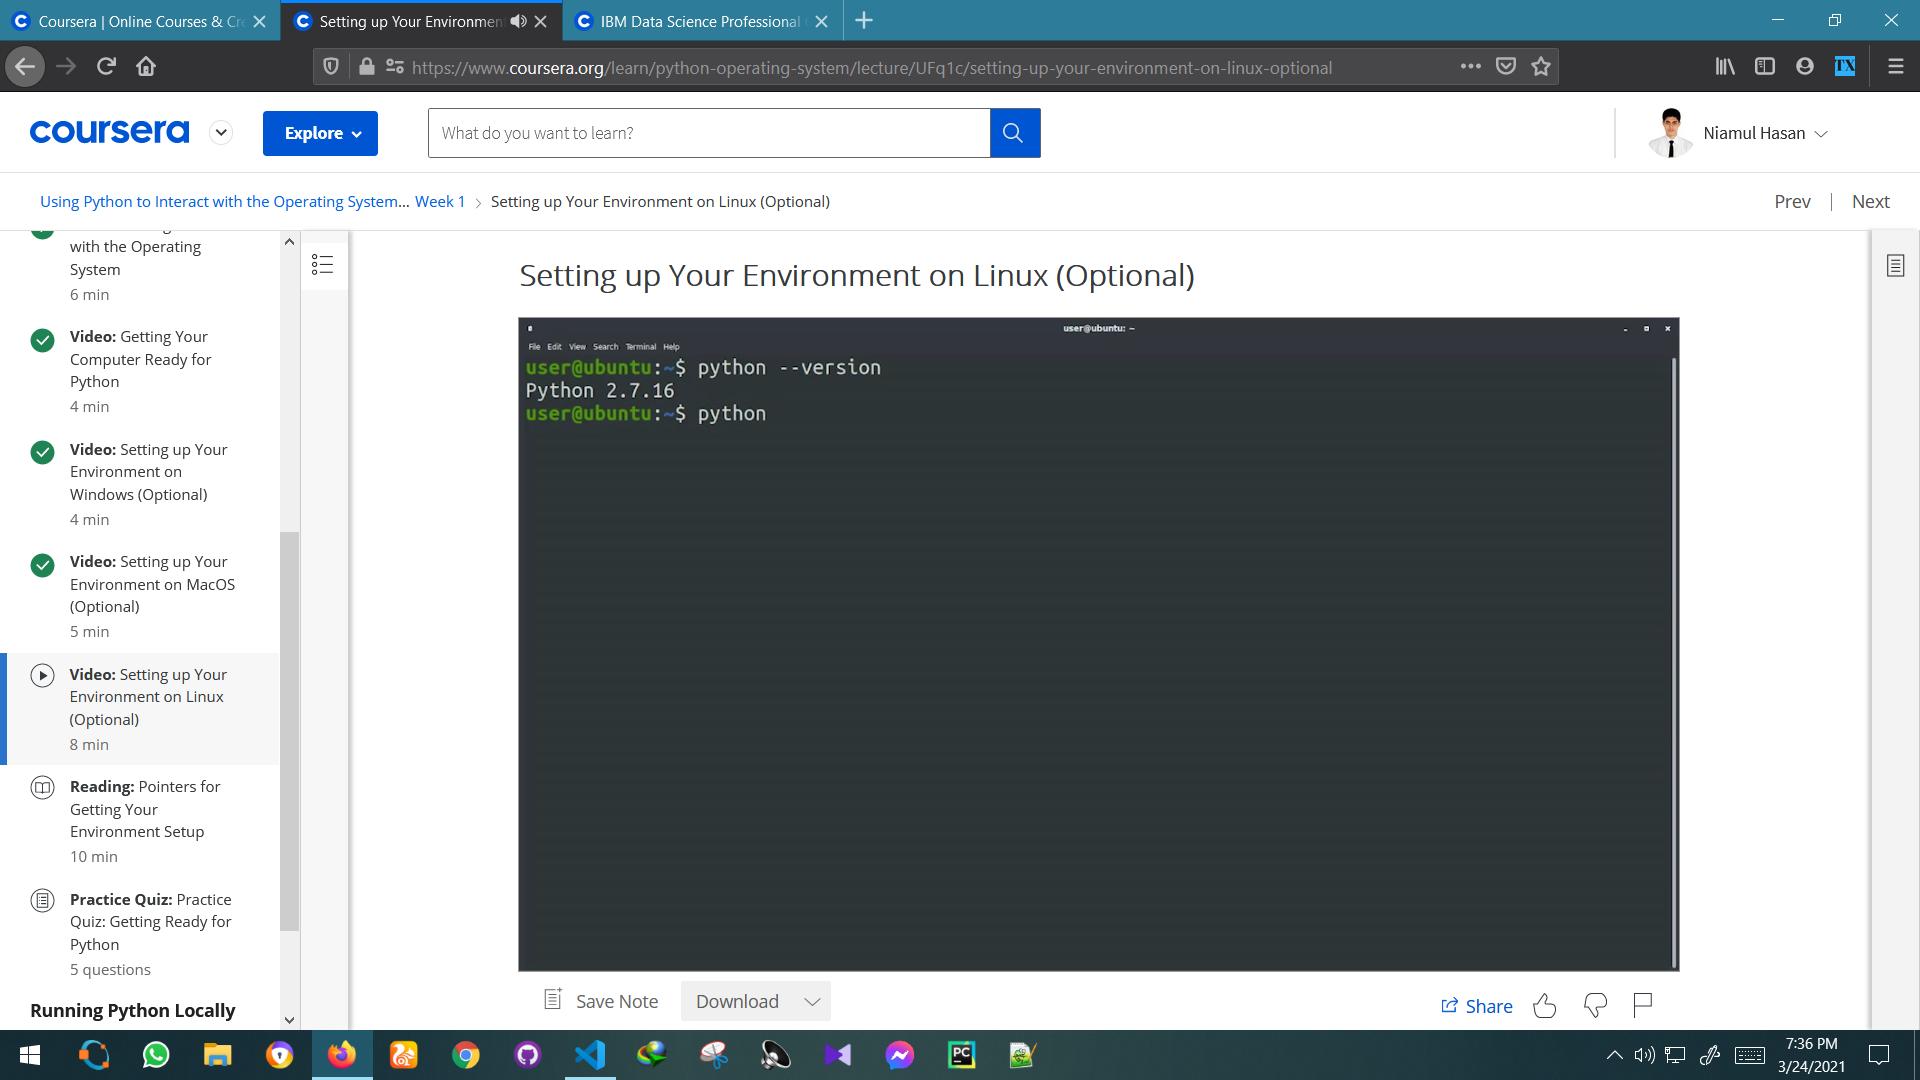 Coursera | Online Courses & Cre
Setting up Your Environmen
IBM Data Science Professional
https://www.coursera.org/learn/python-operating-system/lecture/UFq1c/setting-up-your-environment-on-linux-optional
TX
coursera
Explore
What do you want to learn?
Niamul Hasan
Using Python to Interact with the Operating System...
Week 1
Setting up Your Environment on Linux (Optional)
Prev
Next
with the Operating
System
6 min
Video: Getting Your
Computer Ready for
Python
4 min
Video: Setting up Your
Environment on
Windows (Optional)
4 min
Video: Setting up Your
Environment on MacOS
(Optional)
5 min
Video: Setting up Your
Environment on Linux
(Optional)
8 min
Reading: Pointers for
Getting Your
Environment Setup
10 min
Practice Quiz: Practice
Quiz: Getting Ready for
Python
5 questions
Running Python Locally
Setting up Your Environment on Linux (Optional)
user@ubuntu: ~
File Edit View Search Terminal Help
user@ubuntu:~$ python --version
Python 2.7.16
user@ubuntu:~$ python
Save Note
Download
Share
PC
7:36 PM
3/24/2021